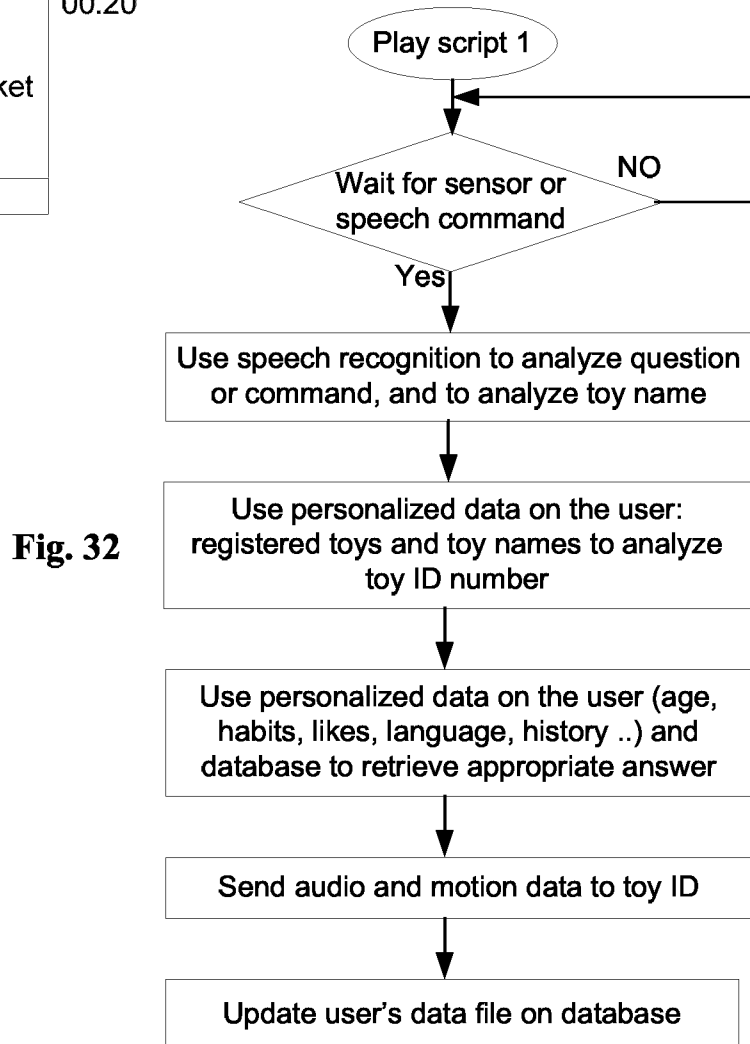 00:20
Play script 1
NO
Wait for sensor or
speech command
Yes
Use speech recognition to analyze question
or command, and to analyze toy name
Use personalized data on the user:
registered toys and toy names to analyze
toy ID number
Fig. 32
Use personalized data on the user (age,
habits, likes, language, history ..) and
database to retrieve appropriate answer
Send audio and motion data to toy ID
Update user's data file on database